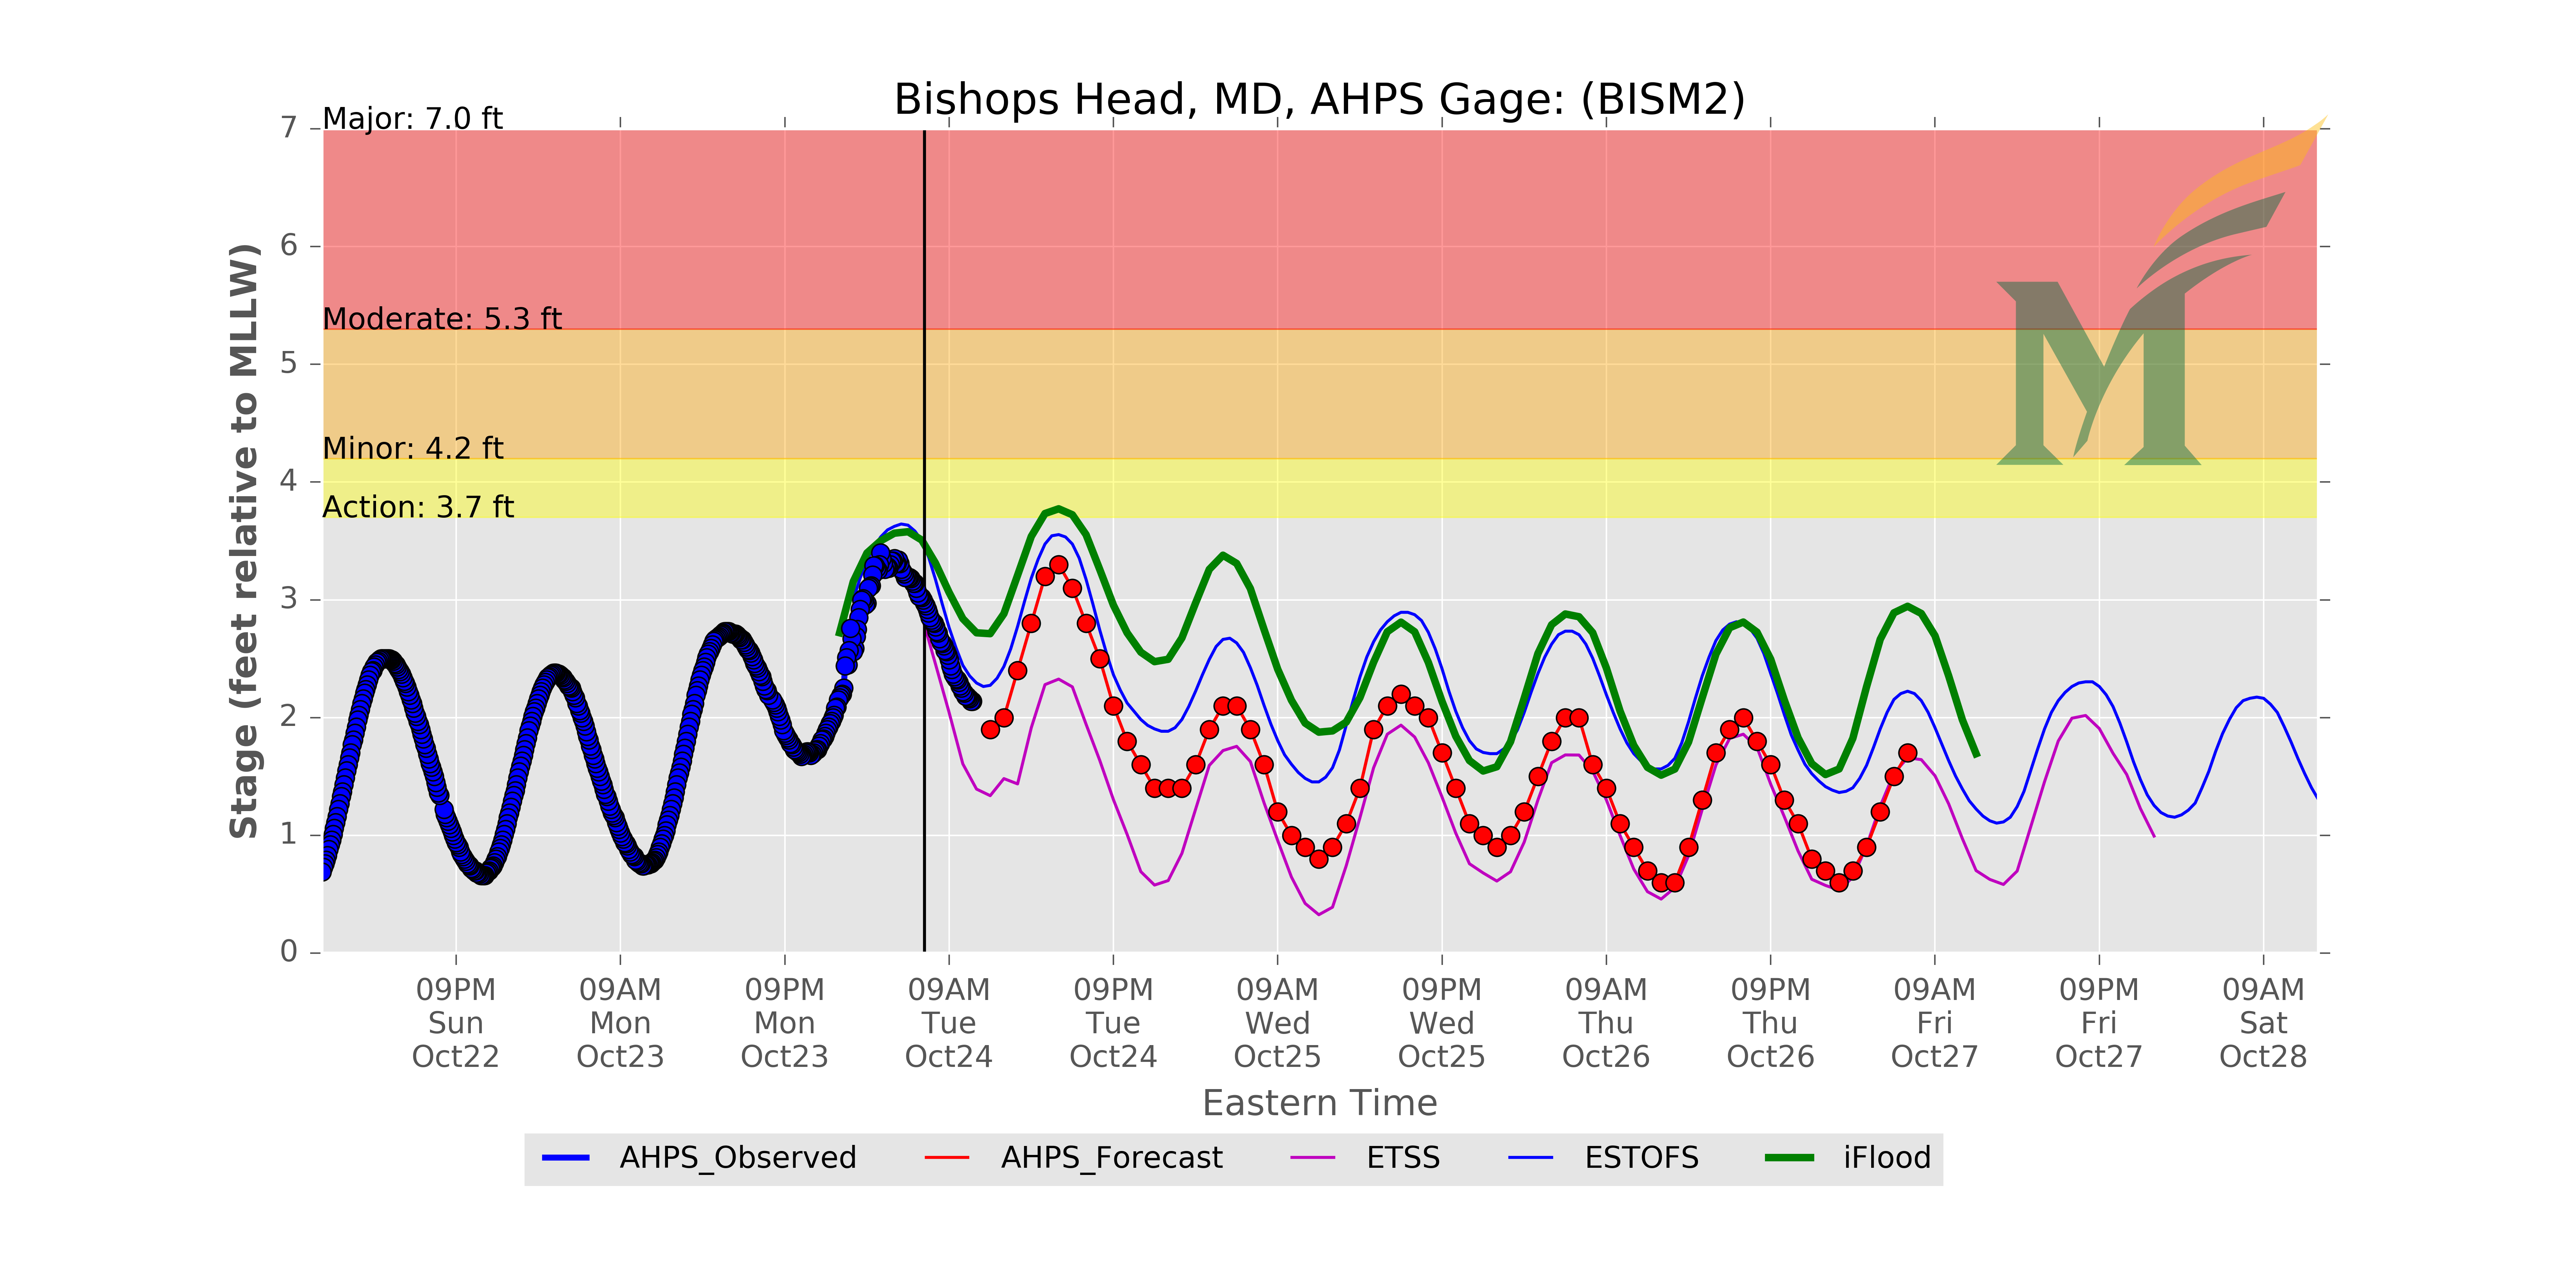 Bishops Head, MD, AHPS Gage: (BISM2)
Major: 7.0 ft
Moderate: 5.3 ft
Minor: 4.2 ft
Action: 3.7 ft
Stage (feet relative to MLLW)
7
6
5
4
3
2
1
0
09PM Sun Oct22
09AM Mon Oct23
09PM Mon Oct23
09AM Tue Oct24
09PM Tue Oct24
09AM Wed Oct25
09PM Wed Oct25
09AM Thu Oct26
09PM Thu Oct26
09AM Fri Oct27
09PM Fri Oct27
09AM Sat Oct28
Eastern Time
AHPS_Observed AHPS_Forecast ETSS ESTOFS iFlood
M